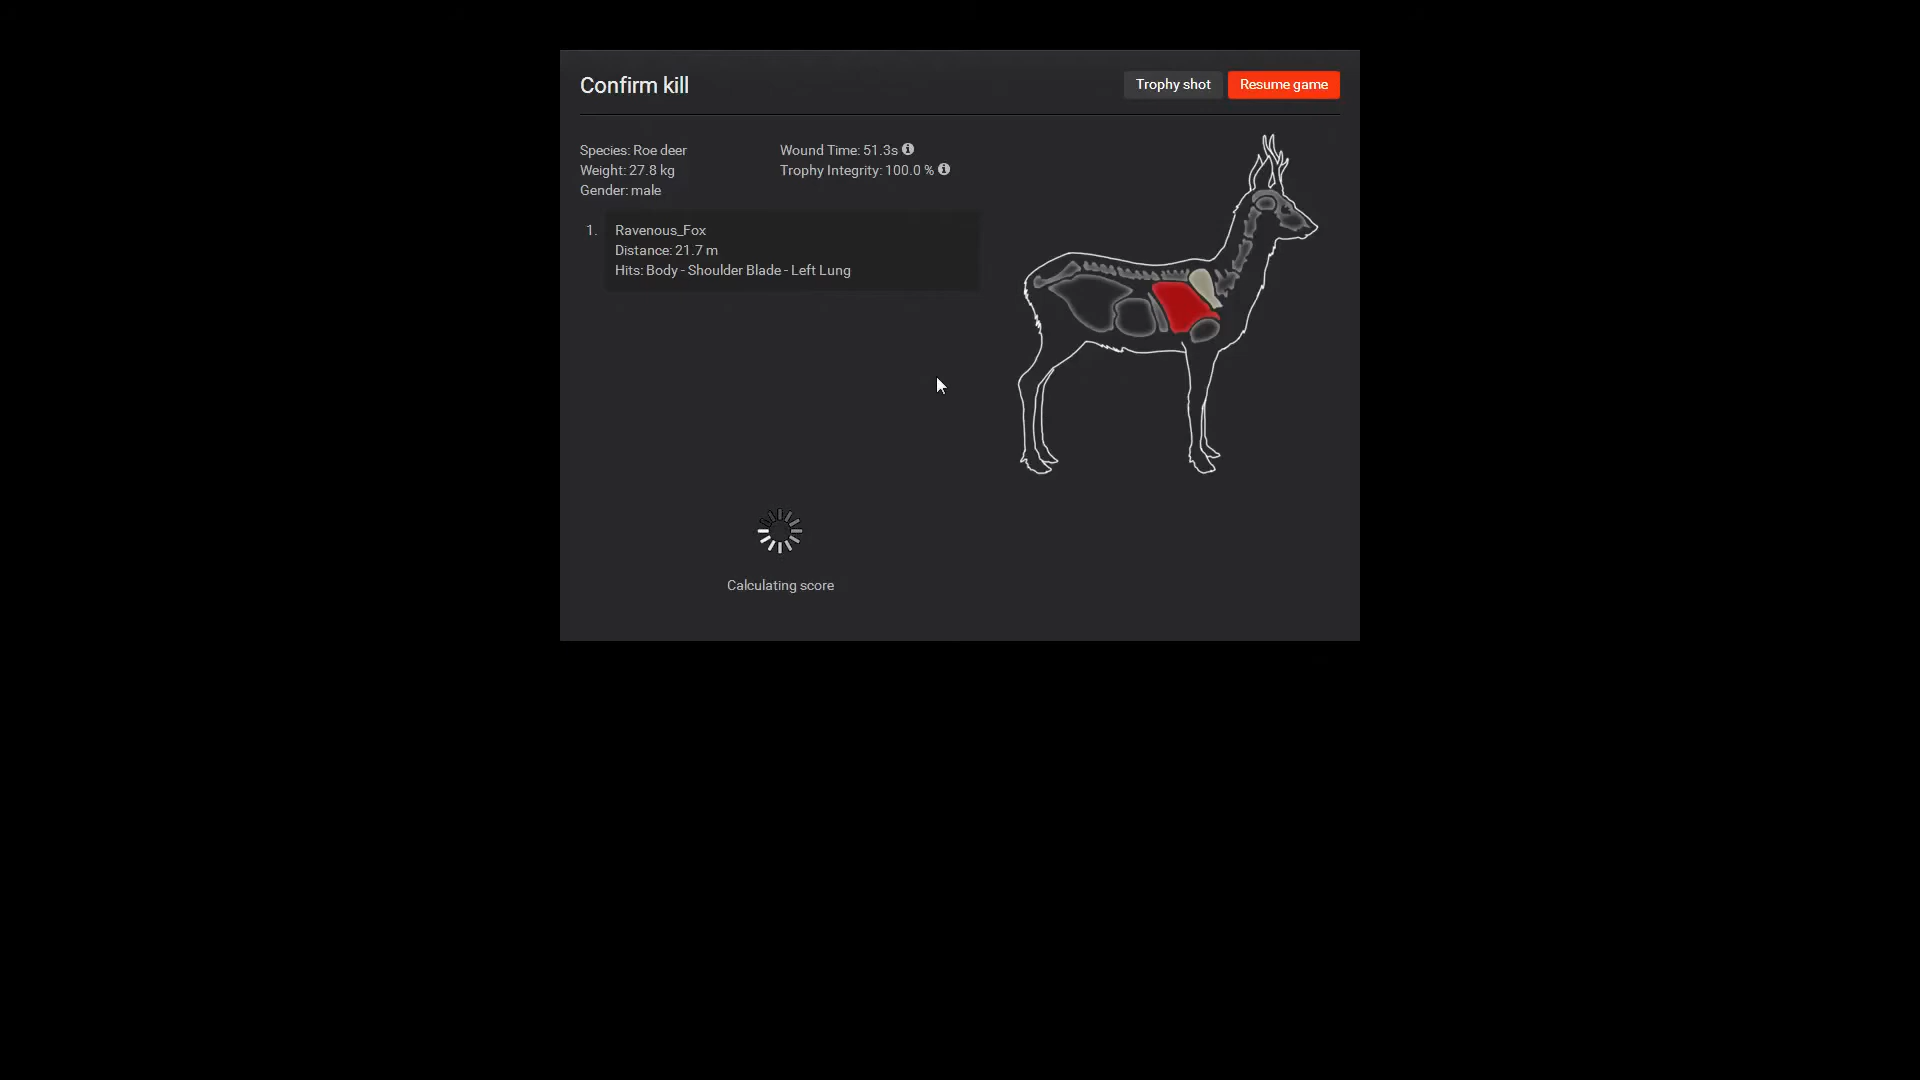 Confirm kill
Trophy shot
Resume game
Species: Roe deer
Weight: 27.8 kg
Gender: male
Wound Time: 51.3s
Trophy Integrity: 100.0 %
1.
Ravenous_Fox
Distance: 21.7 m
Hits: Body - Shoulder Blade - Left Lung
Calculating score